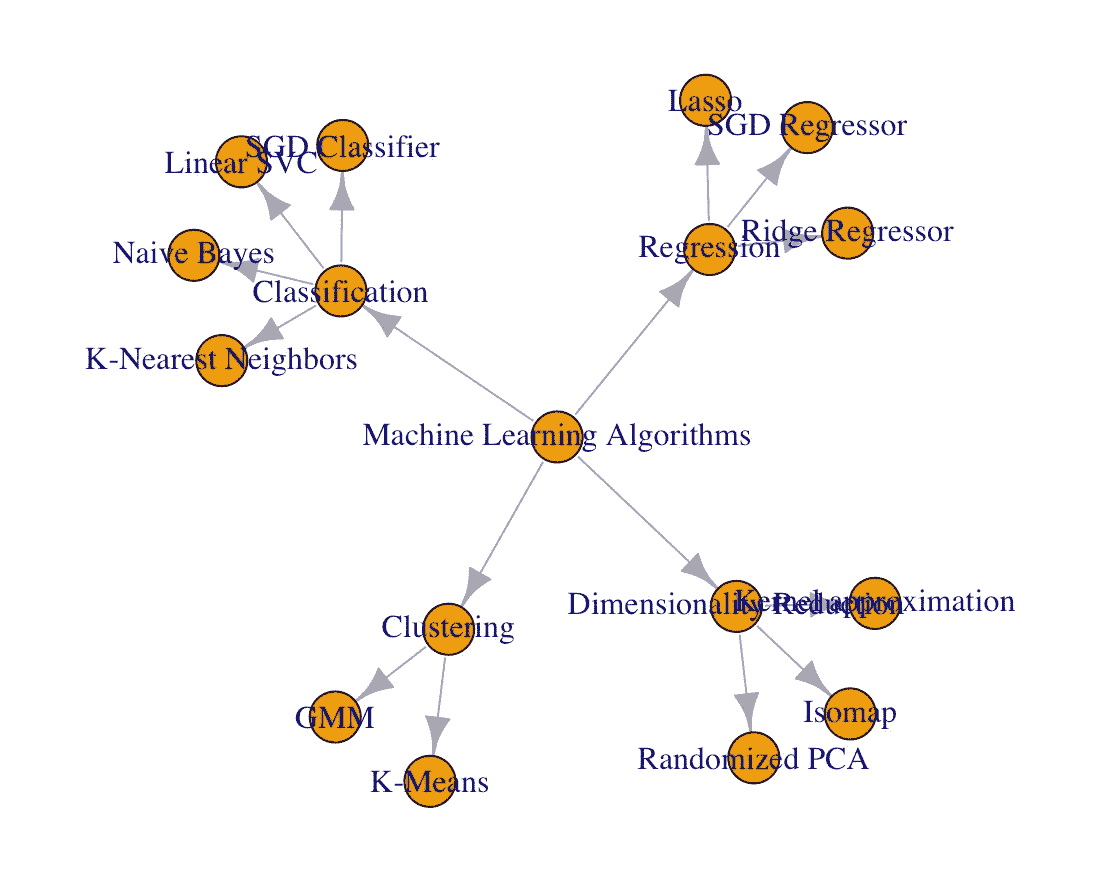 Lasso
SGD Regressor
SGD Classifier
Linear SVC
Ridge Regressor
Regression
Naive Bayes
Classification
K-Nearest Neighbors
Machine Learning Algorithms
Dimensionality Reduction
Kernel approximation
Clustering
Isomap
GMM
Randomized PCA
K-Means